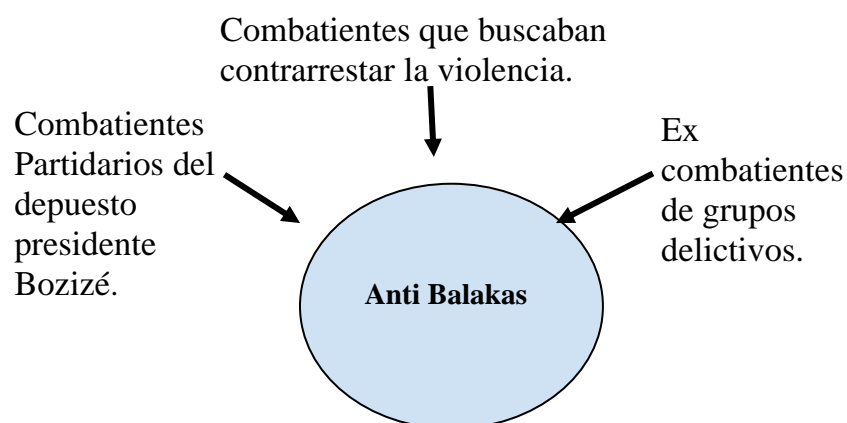 Combatientes que buscaban
contrarrestar la violencia.
Combatientes
Partidarios del
depuesto
presidente
Bozizé.
Ex
combatientes
de grupos
delictivos.
Anti Balakas